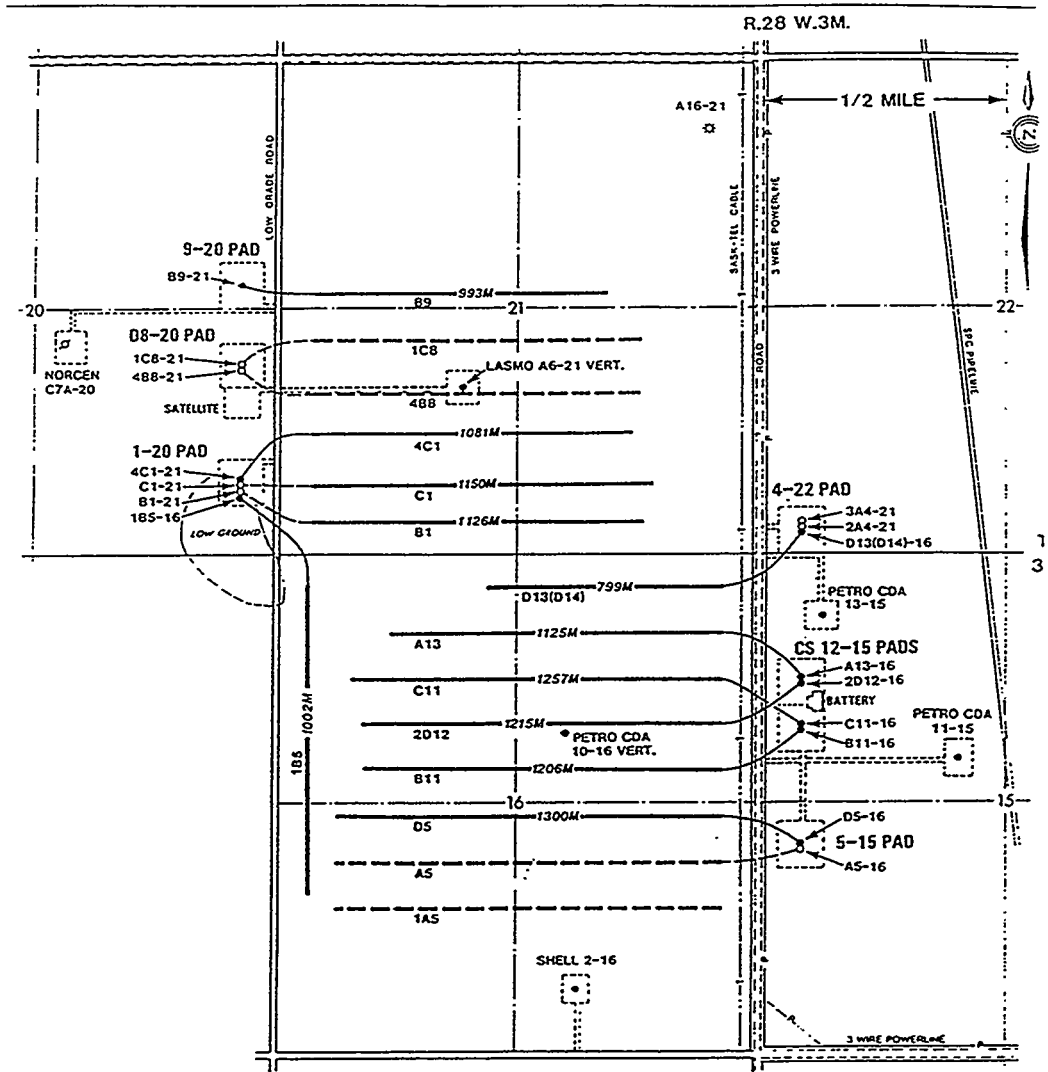 R.28 W.3M.
A16-21
1/2 MILE
Z
LOW GRADE ROAD
SASK-TEL CABLE
3 WIRE POWERLINE
9-20 PAD
B9-21
993M
B9
20
21
22
D8-20 PAD
1C8
1C8-21
4B8-21
LASMO A6-21 VERT.
NORCEN
C7A-20
ROAD
SPC PIPELINE
SATELLITE
4B8
1081M
4C1
1-20 PAD
4C1-21
C1-21
B1-21
1B5-16
1150M
C1
4-22 PAD
3A4-21
2A4-21
D13(D14)-16
1126M
B1
LOW GROUND
T
3
799M
D13(D14)
PETRO CDA
13-15
1125M
A13
CS 12-15 PADS
A13-16
2D12-16
1257M
C11
BATTERY
1B5 1002M
1215M
2D12
C11-16
B11-16
PETRO CDA
11-15
PETRO CDA
10-16 VERT.
1206M
B11
16
15
1300M
D5
D5-16
5-15 PAD
A5
A5-16
1A5
SHELL 2-16
P
3 WIRE POWERLINE
P